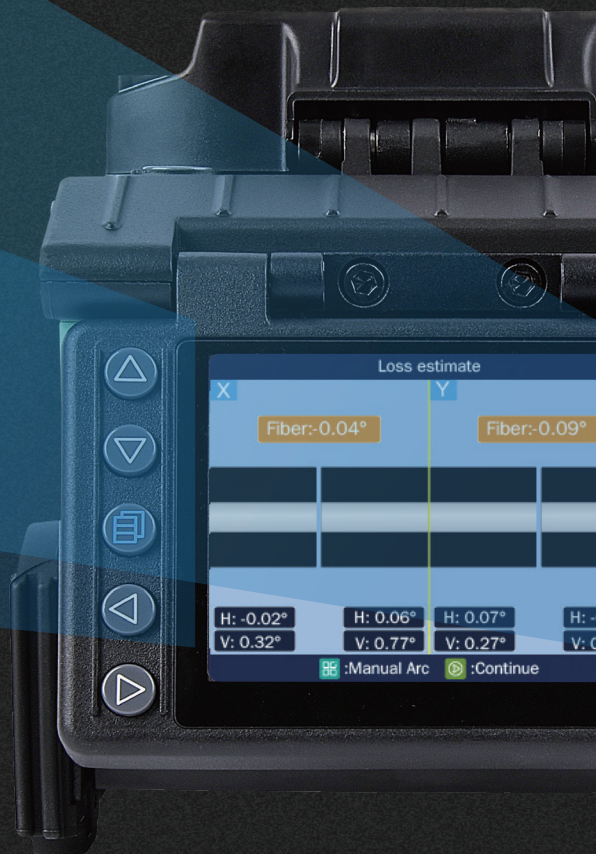 Loss estimate
X
Y
Fiber:-0.04°
Fiber:-0.09°
H: -0.02°
H: 0.06°
H: 0.07°
H: -
V: 0.32°
V: 0.77°
V: 0.27°
V: 0
:Manual Arc
:Continue